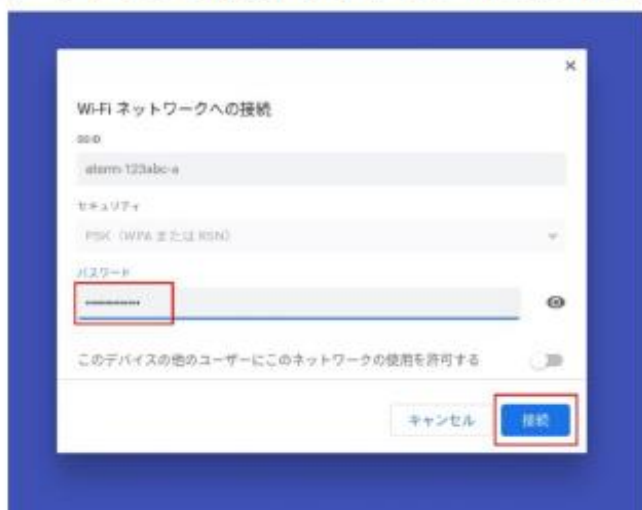 Wi-Fi ネットワークへの接続
SSID
aterm-123abc-a
セキュリティ
PSK（WPA または RSN）
パスワード
このデバイスの他のユーザーにこのネットワークの使用を許可する
キャンセル
接続